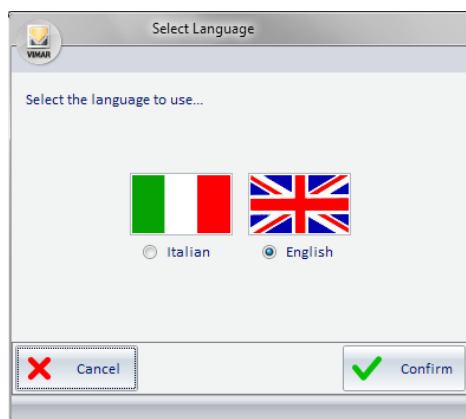 Select Language
VIMAR
Select the language to use...
Italian
English
Cancel
Confirm